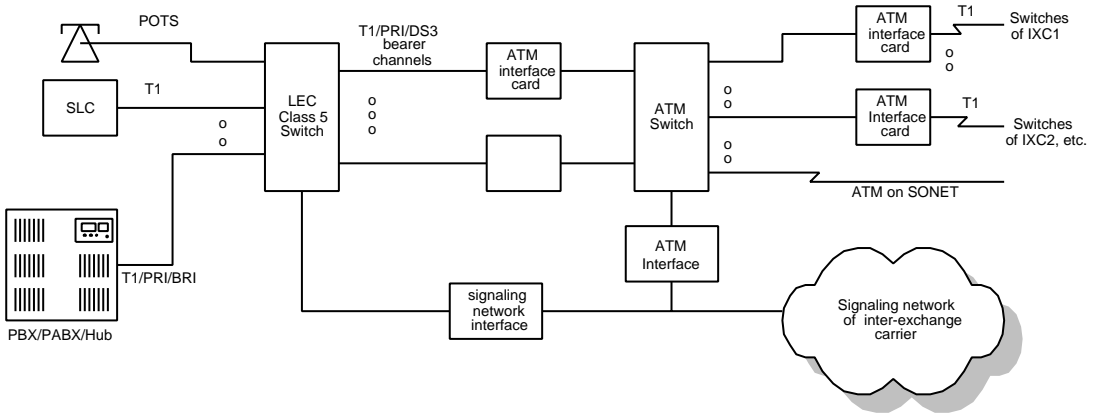 POTS
T1/PRI/DS3
bearer
channels
ATM
interface
card
ATM
interface
card
T1
Switches
of IXC1
SLC
T1
LEC
Class 5
Switch
ATM
Switch
ATM
Interface
card
T1
Switches
of IXC2, etc.
ATM on SONET
T1/PRI/BRI
PBX/PABX/Hub
ATM
Interface
signaling
network
interface
Signaling network
of inter-exchange
carrier